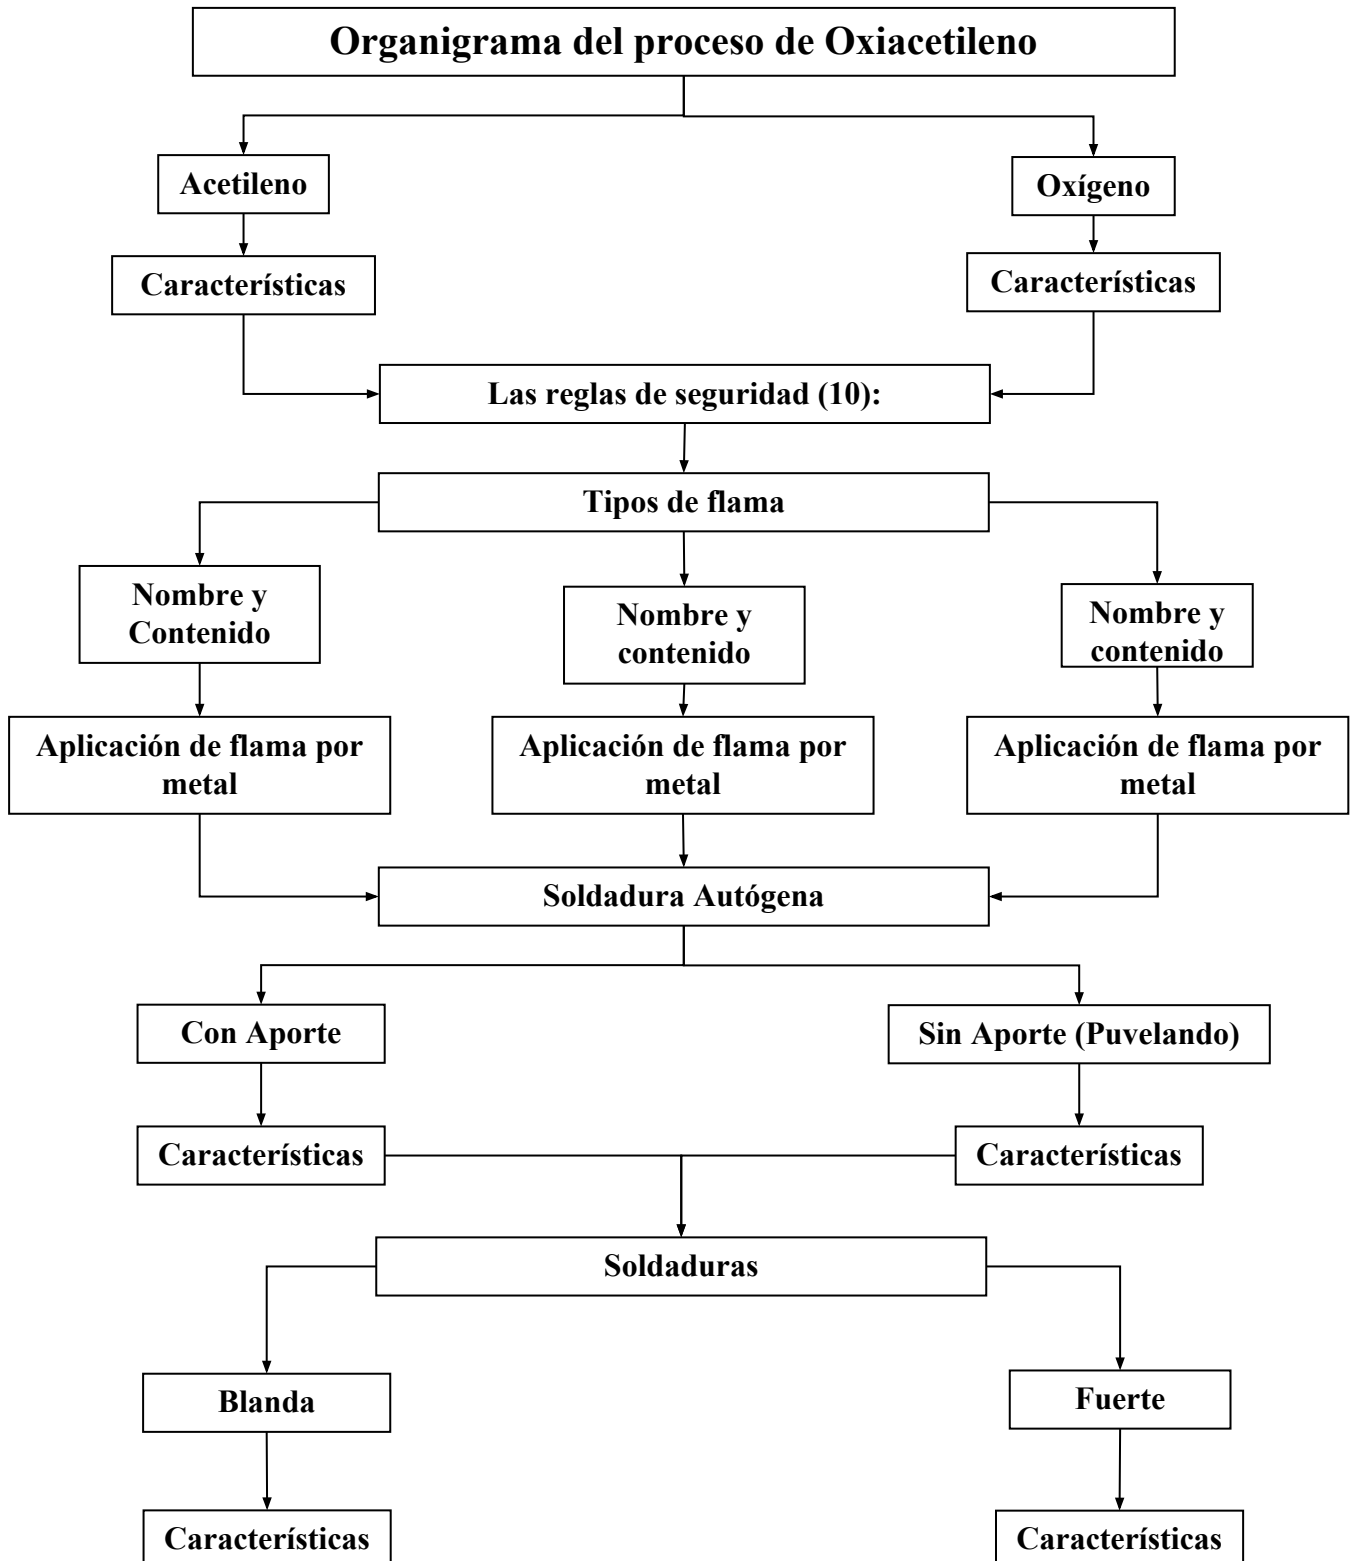 Organigrama del proceso de Oxiacetileno
Acetileno
Oxígeno
Características
Características
Las reglas de seguridad (10):
Tipos de flama
Nombre y
Contenido
Nombre y
contenido
Nombre y
contenido
Aplicación de flama por
metal
Aplicación de flama por
metal
Aplicación de flama por
metal
Soldadura Autógena
Con Aporte
Sin Aporte (Puvelando)
Características
Características
Soldaduras
Blanda
Fuerte
Características
Características